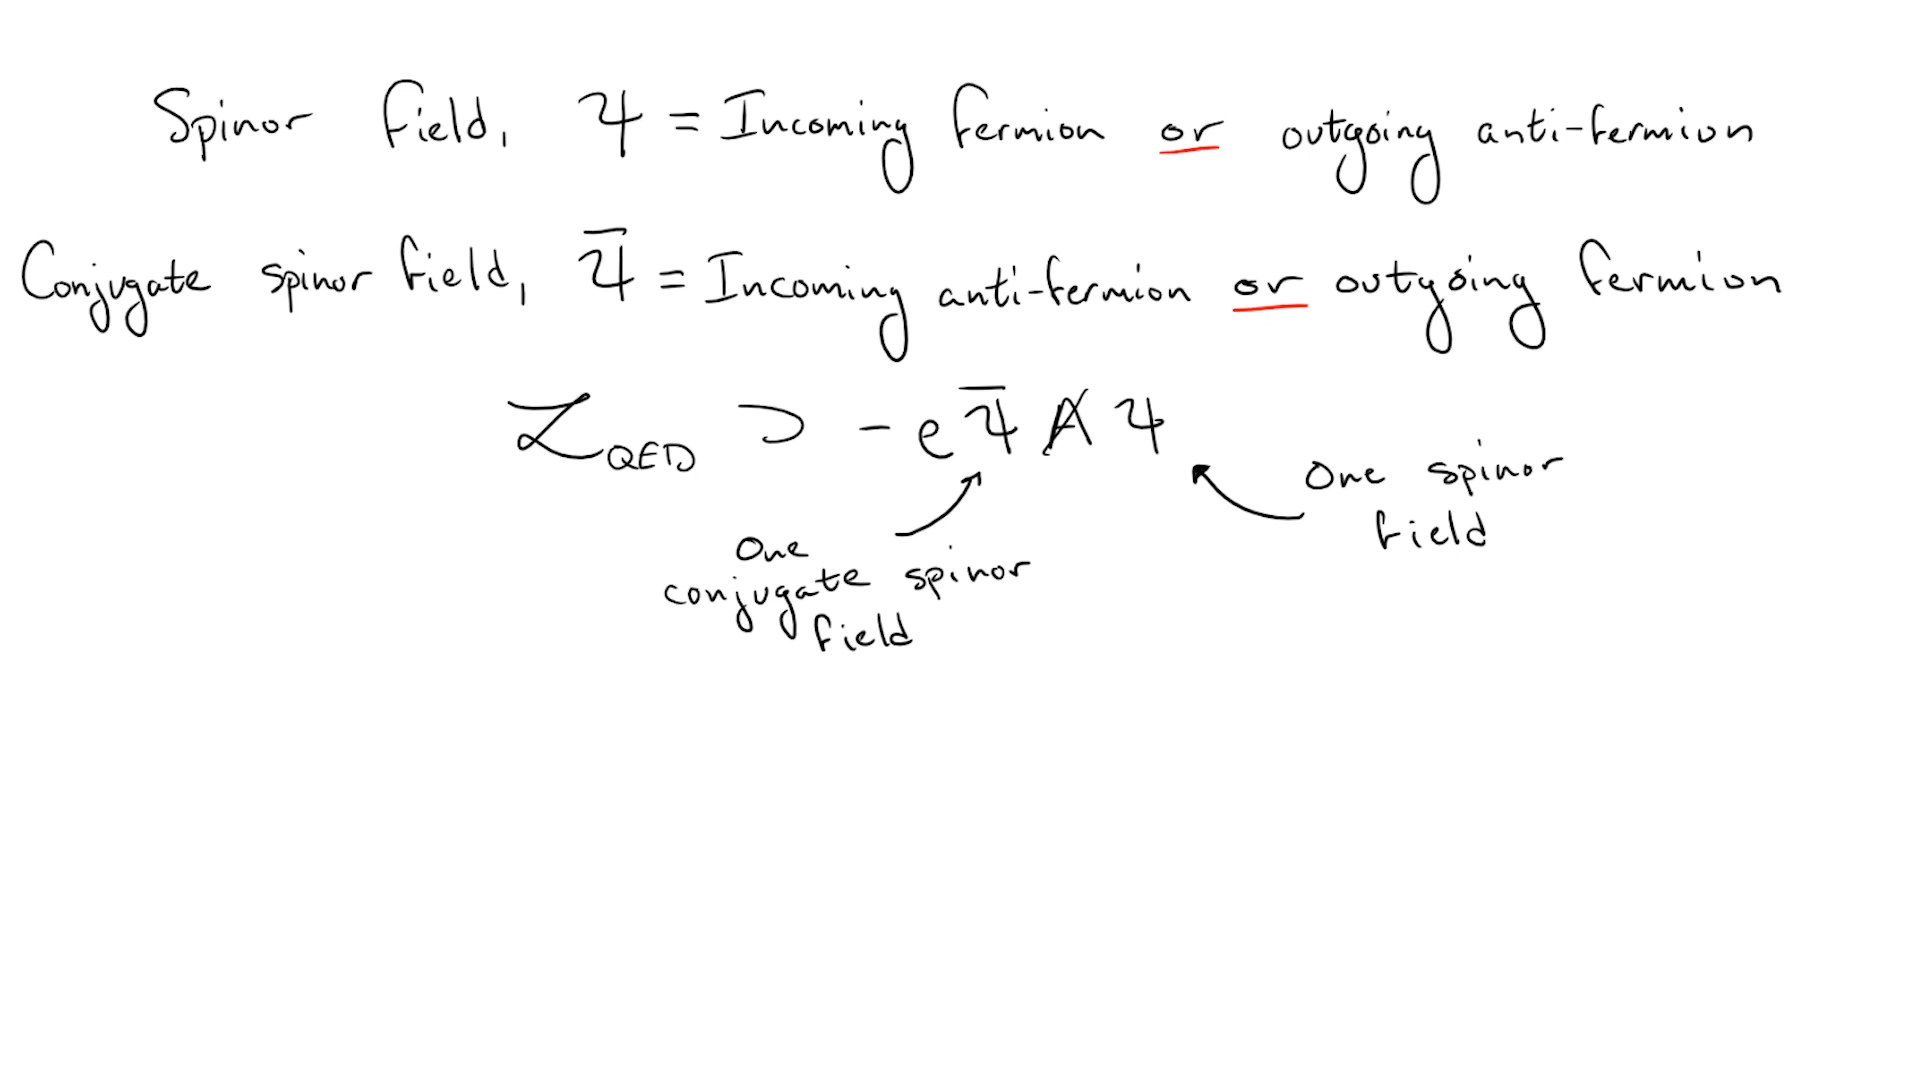 Spinor field, ψ = Incoming fermion or outgoing anti-fermion
Conjugate spinor field, ψ̄ = Incoming anti-fermion or outgoing fermion
ℒ_QED ⊃ - e ψ̄ A̸ ψ
One spinor
field
One
conjugate spinor
field